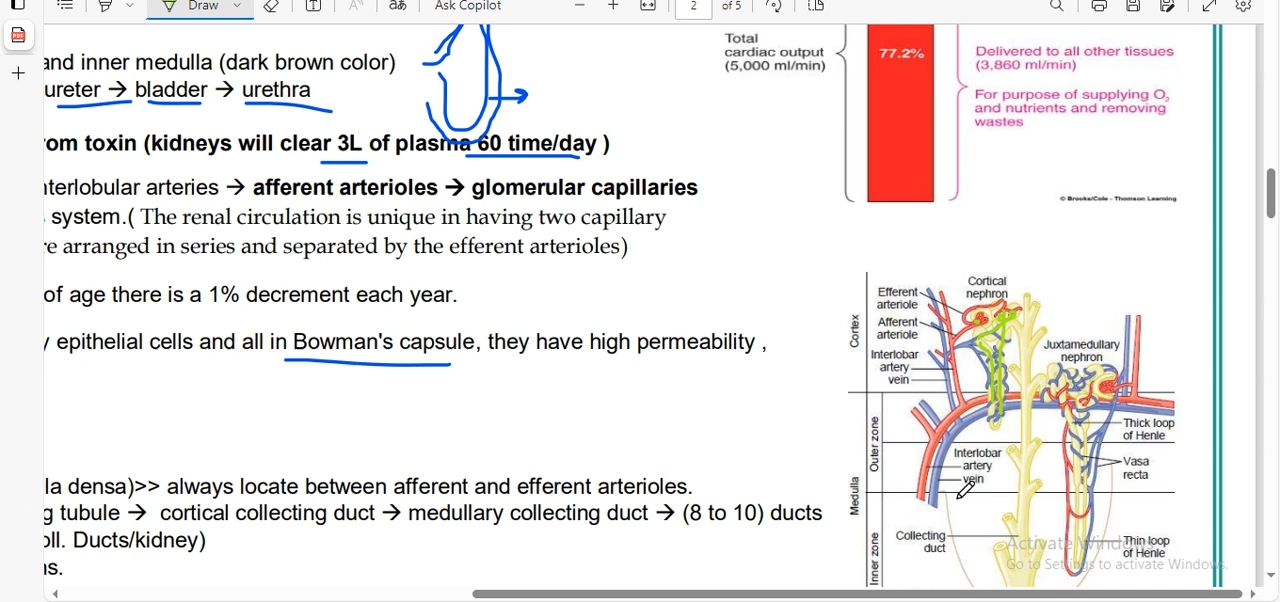 Draw
T
aあ
Ask Copilot
2
of 5
and inner medulla (dark brown color)
ureter → bladder → urethra
rom toxin (kidneys will clear 3L of plasma 60 time/day )
nterlobular arteries → afferent arterioles → glomerular capillaries
system.( The renal circulation is unique in having two capillary
re arranged in series and separated by the efferent arterioles)
of age there is a 1% decrement each year.
y epithelial cells and all in Bowman's capsule, they have high permeability ,
la densa)>> always locate between afferent and efferent arterioles.
g tubule → cortical collecting duct → medullary collecting duct → (8 to 10) ducts
oll. Ducts/kidney)
ns.
Total
cardiac output
(5,000 ml/min)
77.2%
Delivered to all other tissues
(3,860 ml/min)
For purpose of supplying O₂
and nutrients and removing
wastes
© Brooks/Cole - Thomson Learning
Cortex
Outer zone
Medulla
Inner zone
Efferent
arteriole
Cortical
nephron
Afferent
arteriole
Interlobar
artery
vein
Juxtamedullary
nephron
Thick loop
of Henle
Interlobar
artery
vein
Vasa
recta
Collecting
duct
Thin loop
of Henle
Activate Windows
Go to Settings to activate Windows.